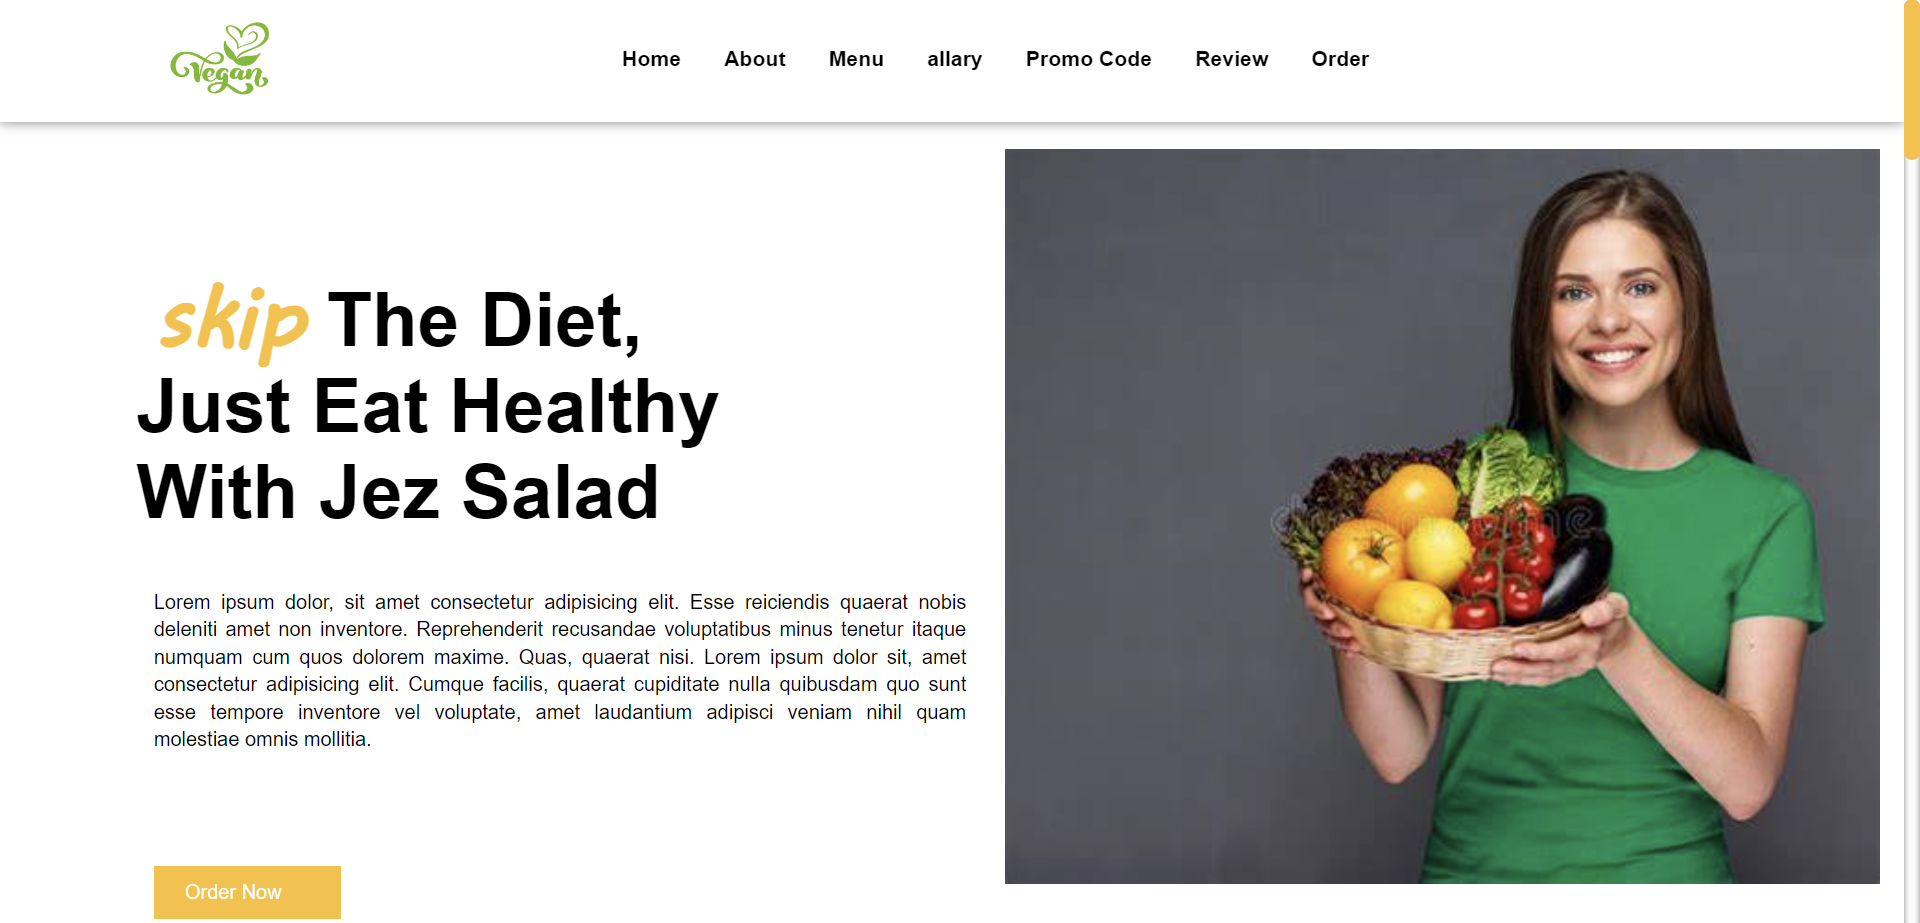 Vegan
Home About Menu allary Promo Code Review Order
skip The Diet,
Just Eat Healthy
With Jez Salad
Lorem ipsum dolor, sit amet consectetur adipisicing elit. Esse reiciendis quaerat nobis
deleniti amet non inventore. Reprehenderit recusandae voluptatibus minus tenetur itaque
numquam cum quos dolorem maxime. Quas, quaerat nisi. Lorem ipsum dolor sit, amet
consectetur adipisicing elit. Cumque facilis, quaerat cupiditate nulla quibusdam quo sunt
esse tempore inventore vel voluptate, amet laudantium adipisci veniam nihil quam
molestiae omnis mollitia.
Order Now